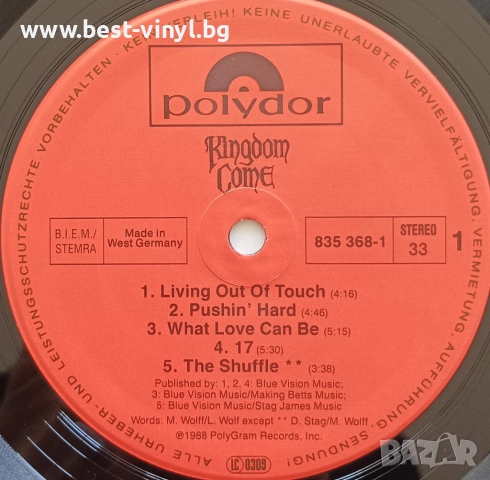 www.best-vinyl.bg
KEIN VERLEIH! KEINE UNERLAUBTE VERVIELFÄLTIGUNG, VERMIETUNG, AUFFÜHRUNG, SENDUNG!
ALLE URHEBER- UND LEISTUNGSSCHUTZRECHTE VORBEHALTEN ·
polydor
Kingdom
Come
B.I.E.M./
STEMRA
Made in
West Germany
835 368-1
STEREO
33
1
1. Living Out Of Touch (4:16)
2. Pushin' Hard (4:46)
3. What Love Can Be (5:15)
4. 17 (5:30)
5. The Shuffle ** (3:38)
Published by: 1, 2, 4: Blue Vision Music;
3: Blue Vision Music/Making Betts Music;
5: Blue Vision Music/Stag James Music
Words: M. Wolff/L. Wolf except ** D. Stag/M. Wolff.
℗1988 PolyGram Records, Inc.
LC 0309
BAZAR